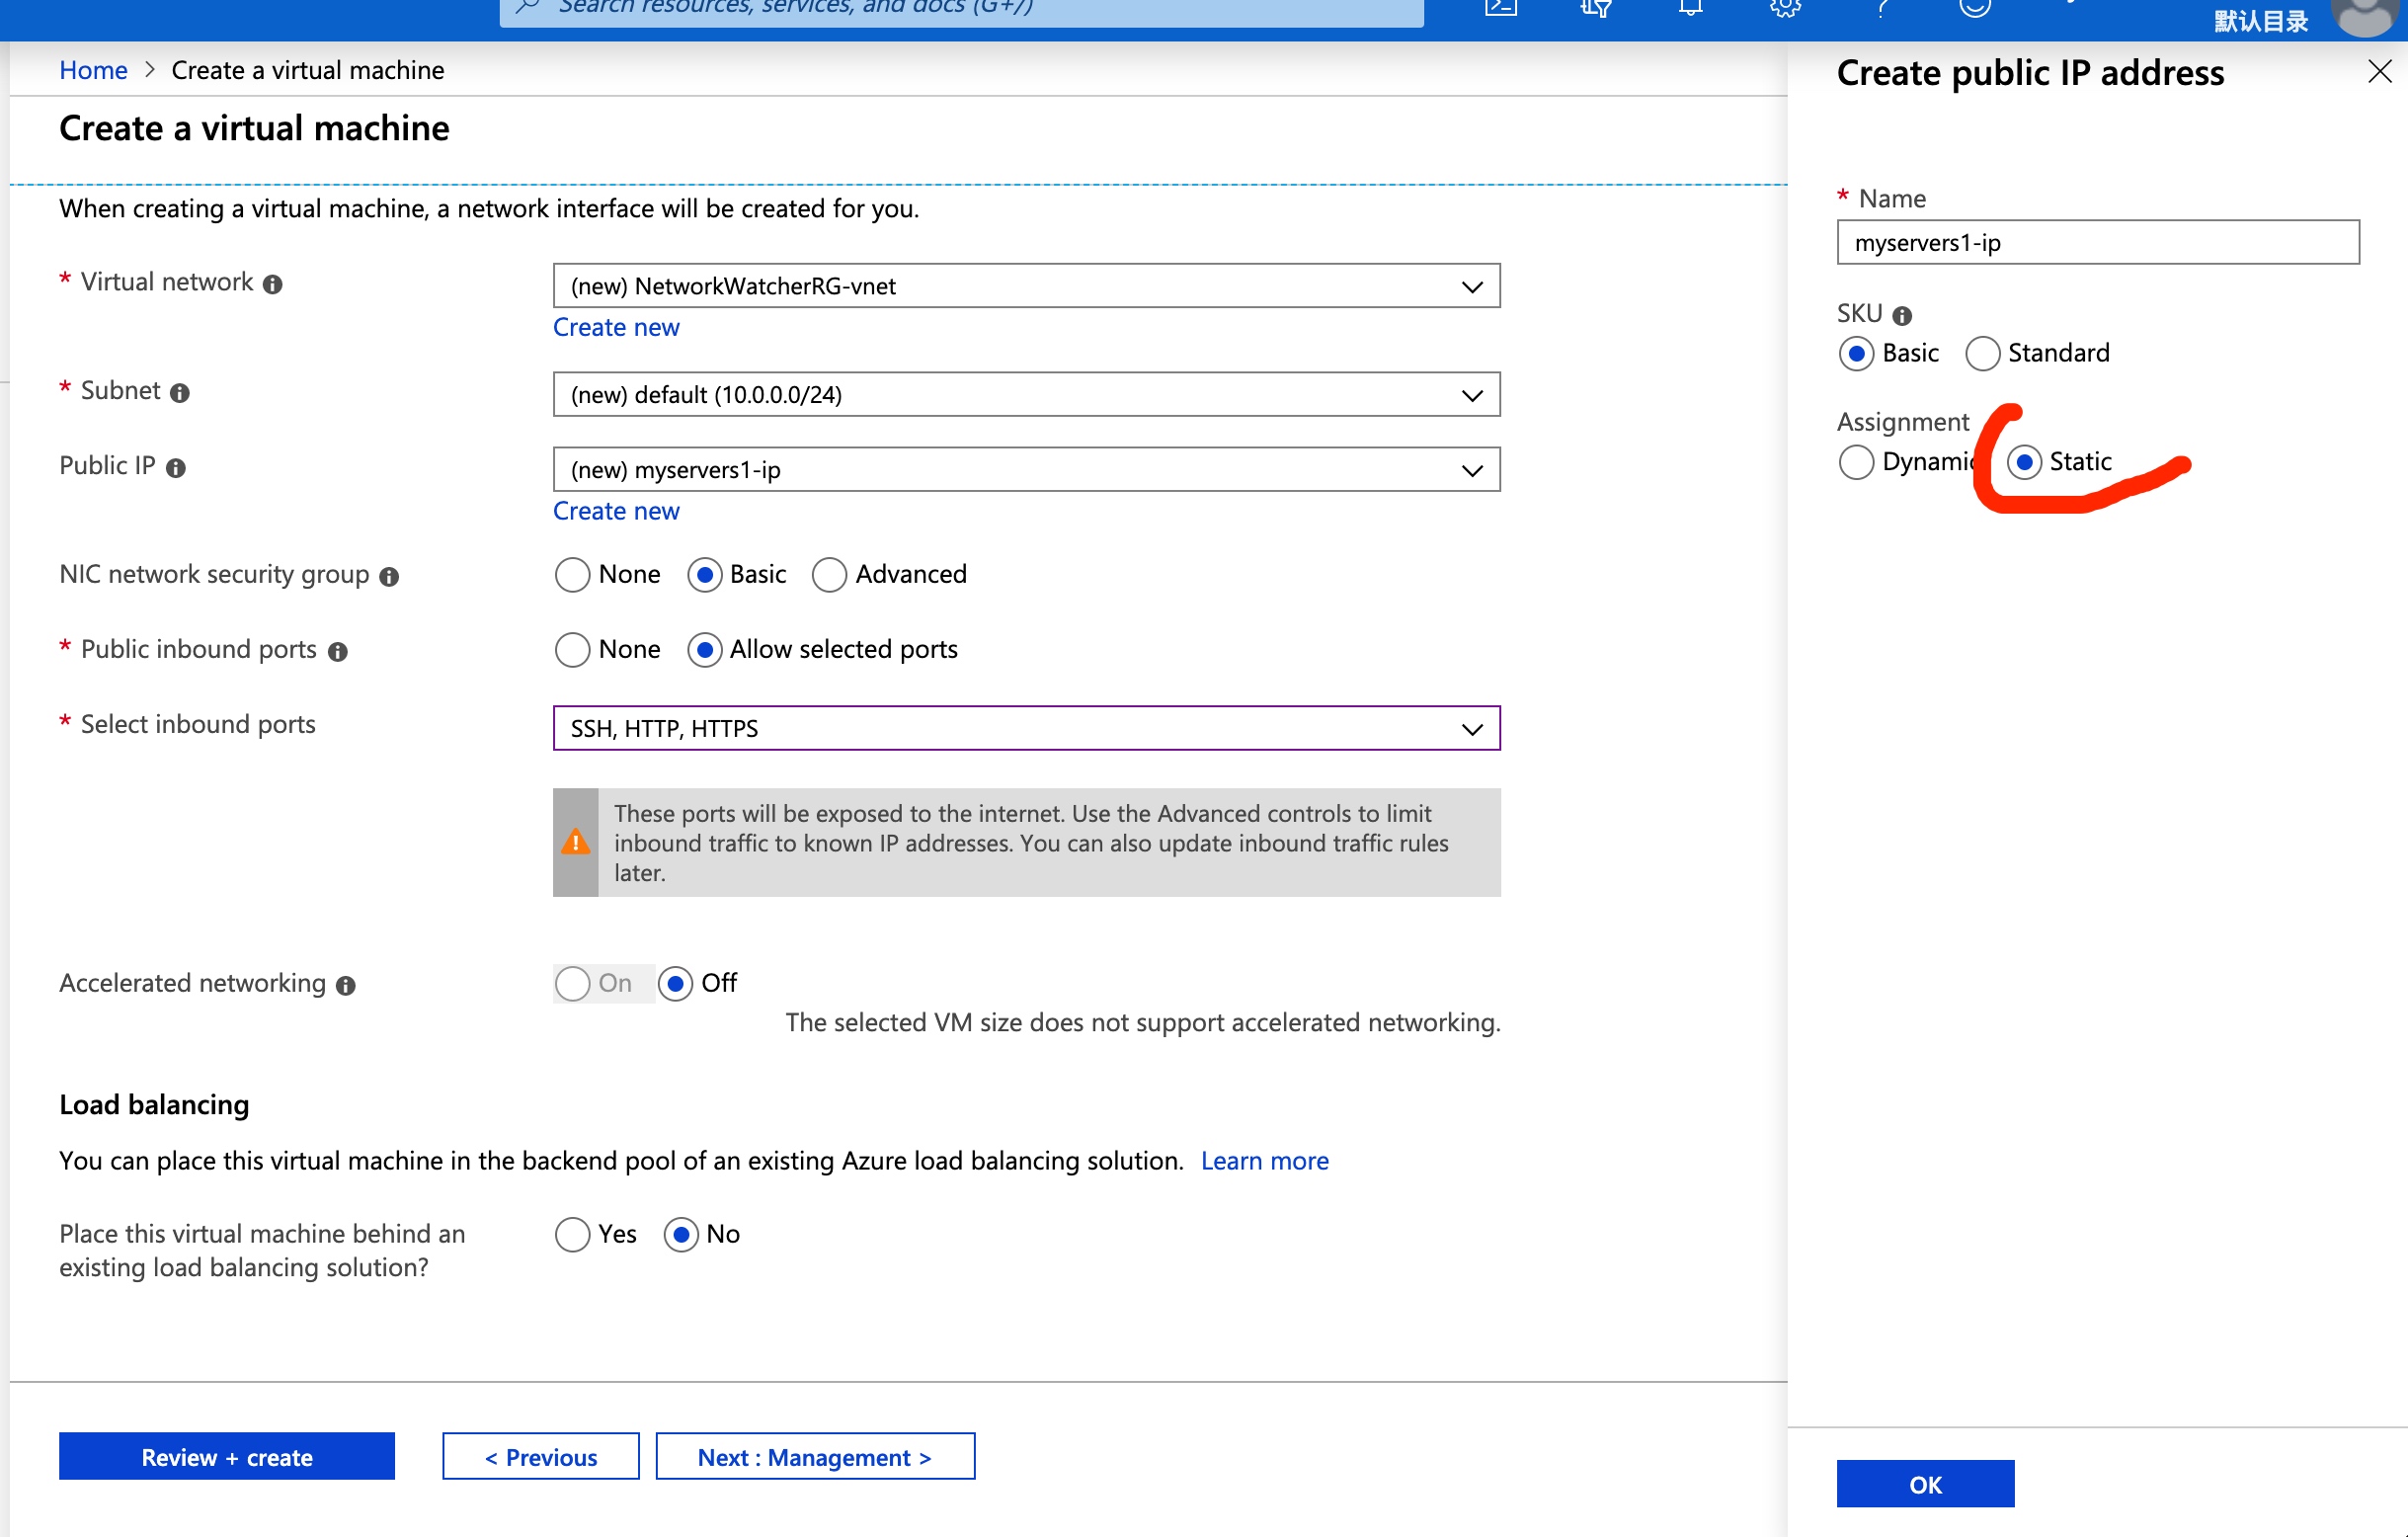 Search resources, services, and docs (G+/)
默认目录
Home > Create a virtual machine
Create a virtual machine
When creating a virtual machine, a network interface will be created for you.
* Virtual network
(new) NetworkWatcherRG-vnet
Create new
* Subnet
(new) default (10.0.0.0/24)
Public IP
(new) myservers1-ip
Create new
NIC network security group
None Basic Advanced
* Public inbound ports
None Allow selected ports
* Select inbound ports
SSH, HTTP, HTTPS
These ports will be exposed to the internet. Use the Advanced controls to limit
inbound traffic to known IP addresses. You can also update inbound traffic rules
later.
Accelerated networking
On Off
The selected VM size does not support accelerated networking.
Load balancing
You can place this virtual machine in the backend pool of an existing Azure load balancing solution. Learn more
Place this virtual machine behind an
existing load balancing solution?
Yes No
Review + create
< Previous
Next : Management >
Create public IP address
* Name
myservers1-ip
SKU
Basic Standard
Assignment
Dynamic Static
OK